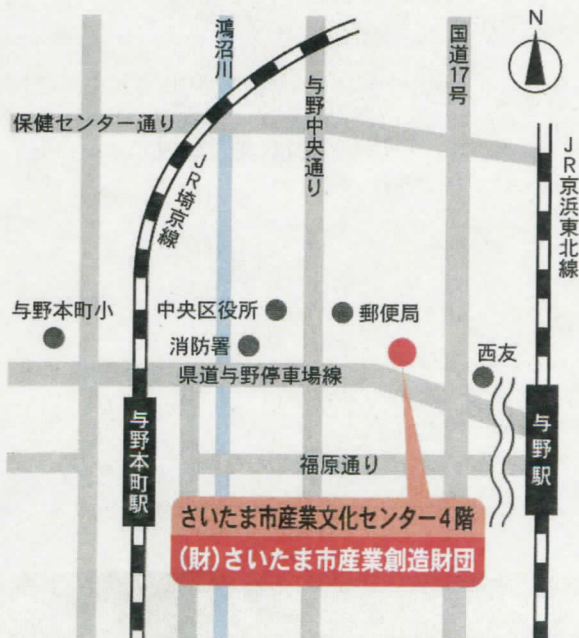 N
鴻沼川
国道17号
与野中央通り
保健センター通り
JR埼京線
JR京浜東北線
与野本町小
中央区役所
郵便局
消防署
西友
県道与野停車場線
与野本町駅
与野駅
福原通り
さいたま市産業文化センター4階
(財)さいたま市産業創造財団